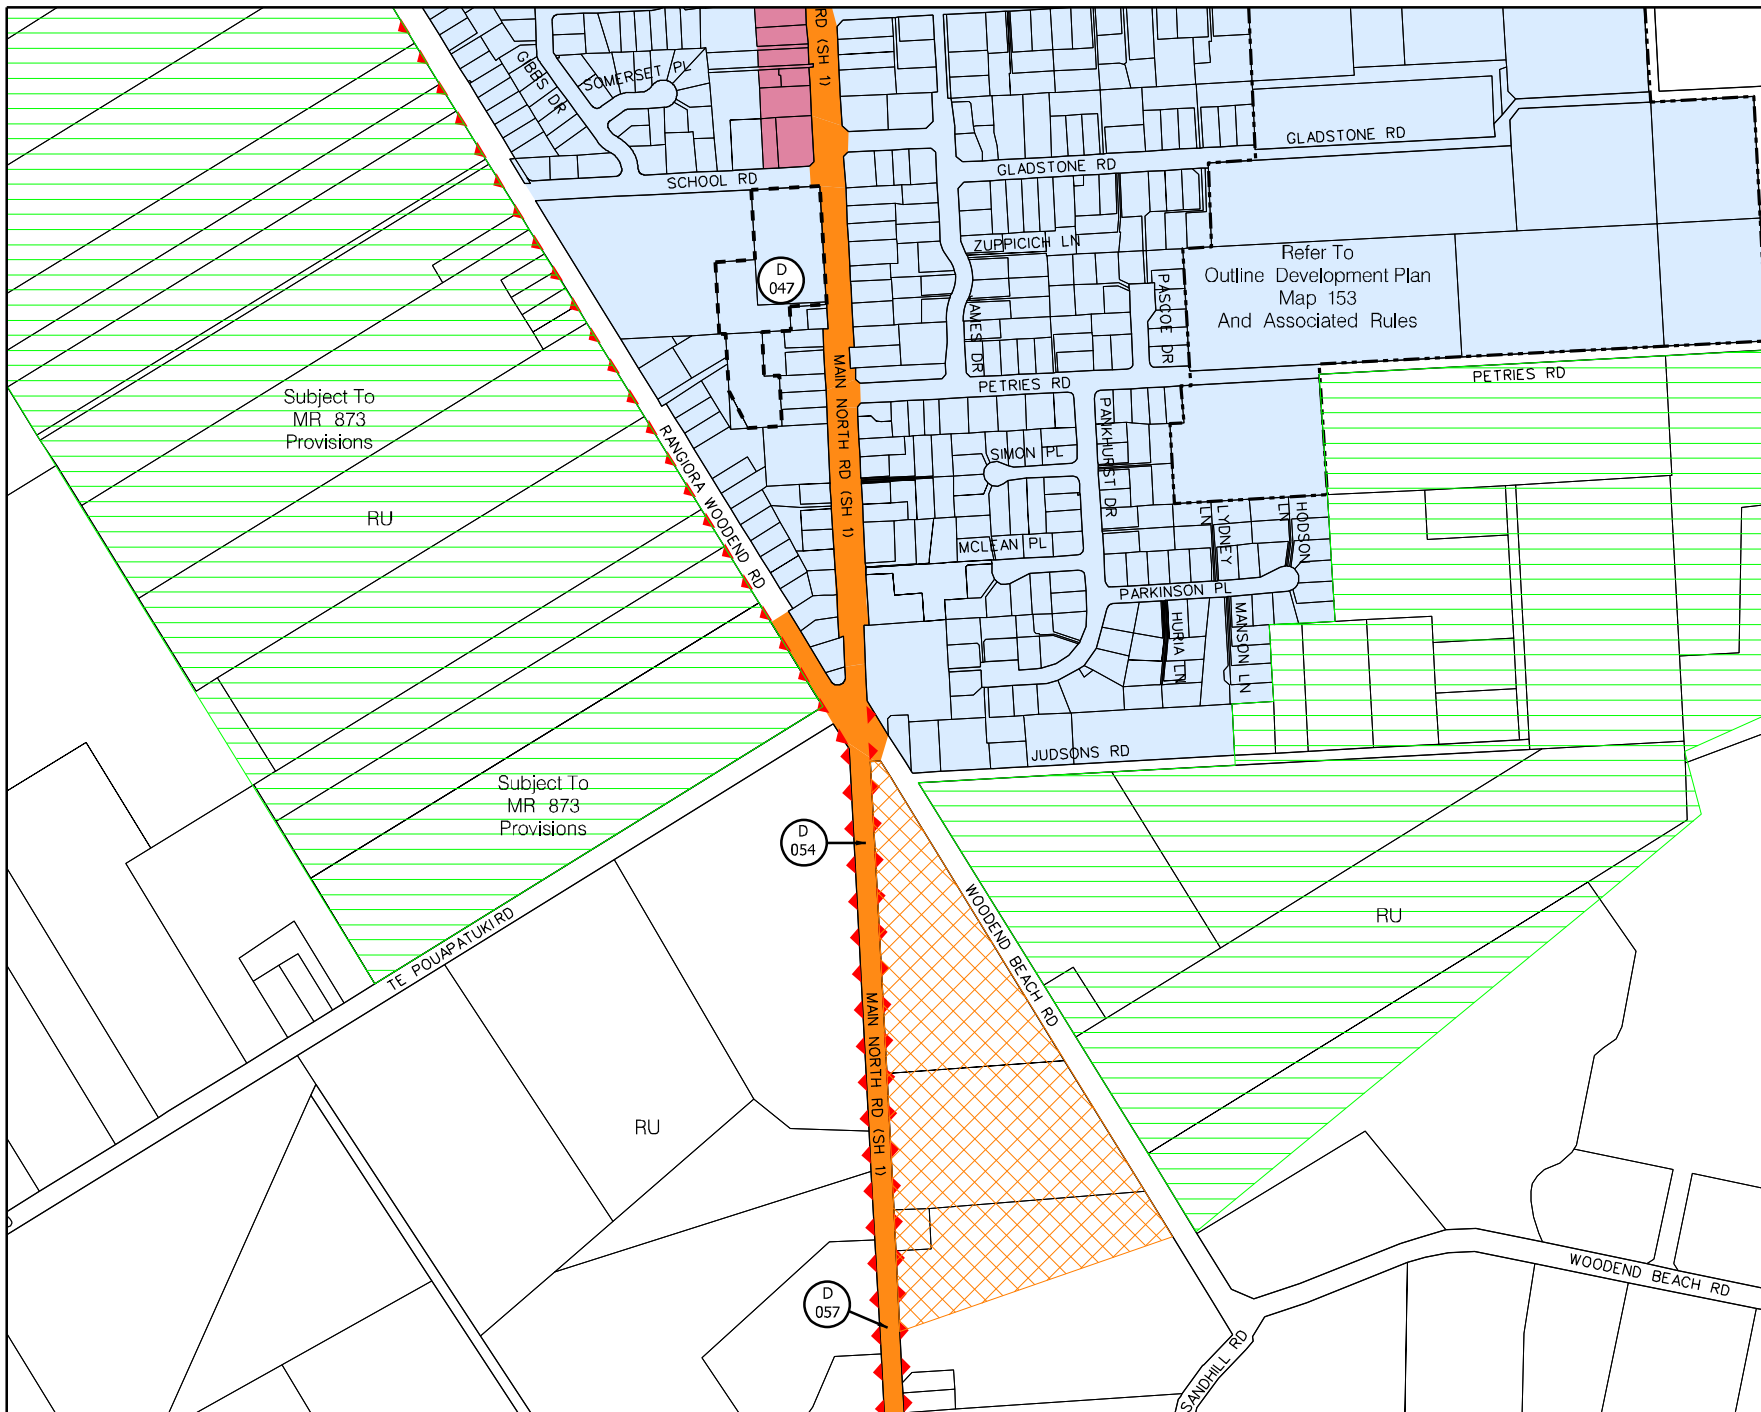 RD (SH 1)
GIBBS DR
SOMERSET PL
GLADSTONE RD
GLADSTONE RD
SCHOOL RD
ZUPPICICH LN
Refer To
Outline Development Plan
Map 153
And Associated Rules
D
047
PASCOE DR
AMES DR
MAIN NORTH RD (SH 1)
PETRIES RD
PETRIES RD
Subject To
MR 873
Provisions
PANKHURST DR
RANGIORA WOODEND RD
SIMON PL
RU
LYDNEY
LN
HODSON
LN
MCLEAN PL
PARKINSON PL
HURIA LN
MANSON LN
JUDSONS RD
Subject To
MR 873
Provisions
D
054
WOODEND BEACH RD
RU
TE POUAPATUKI RD
MAIN NORTH RD (SH 1)
RU
WOODEND BEACH RD
D
057
SANDHILL RD